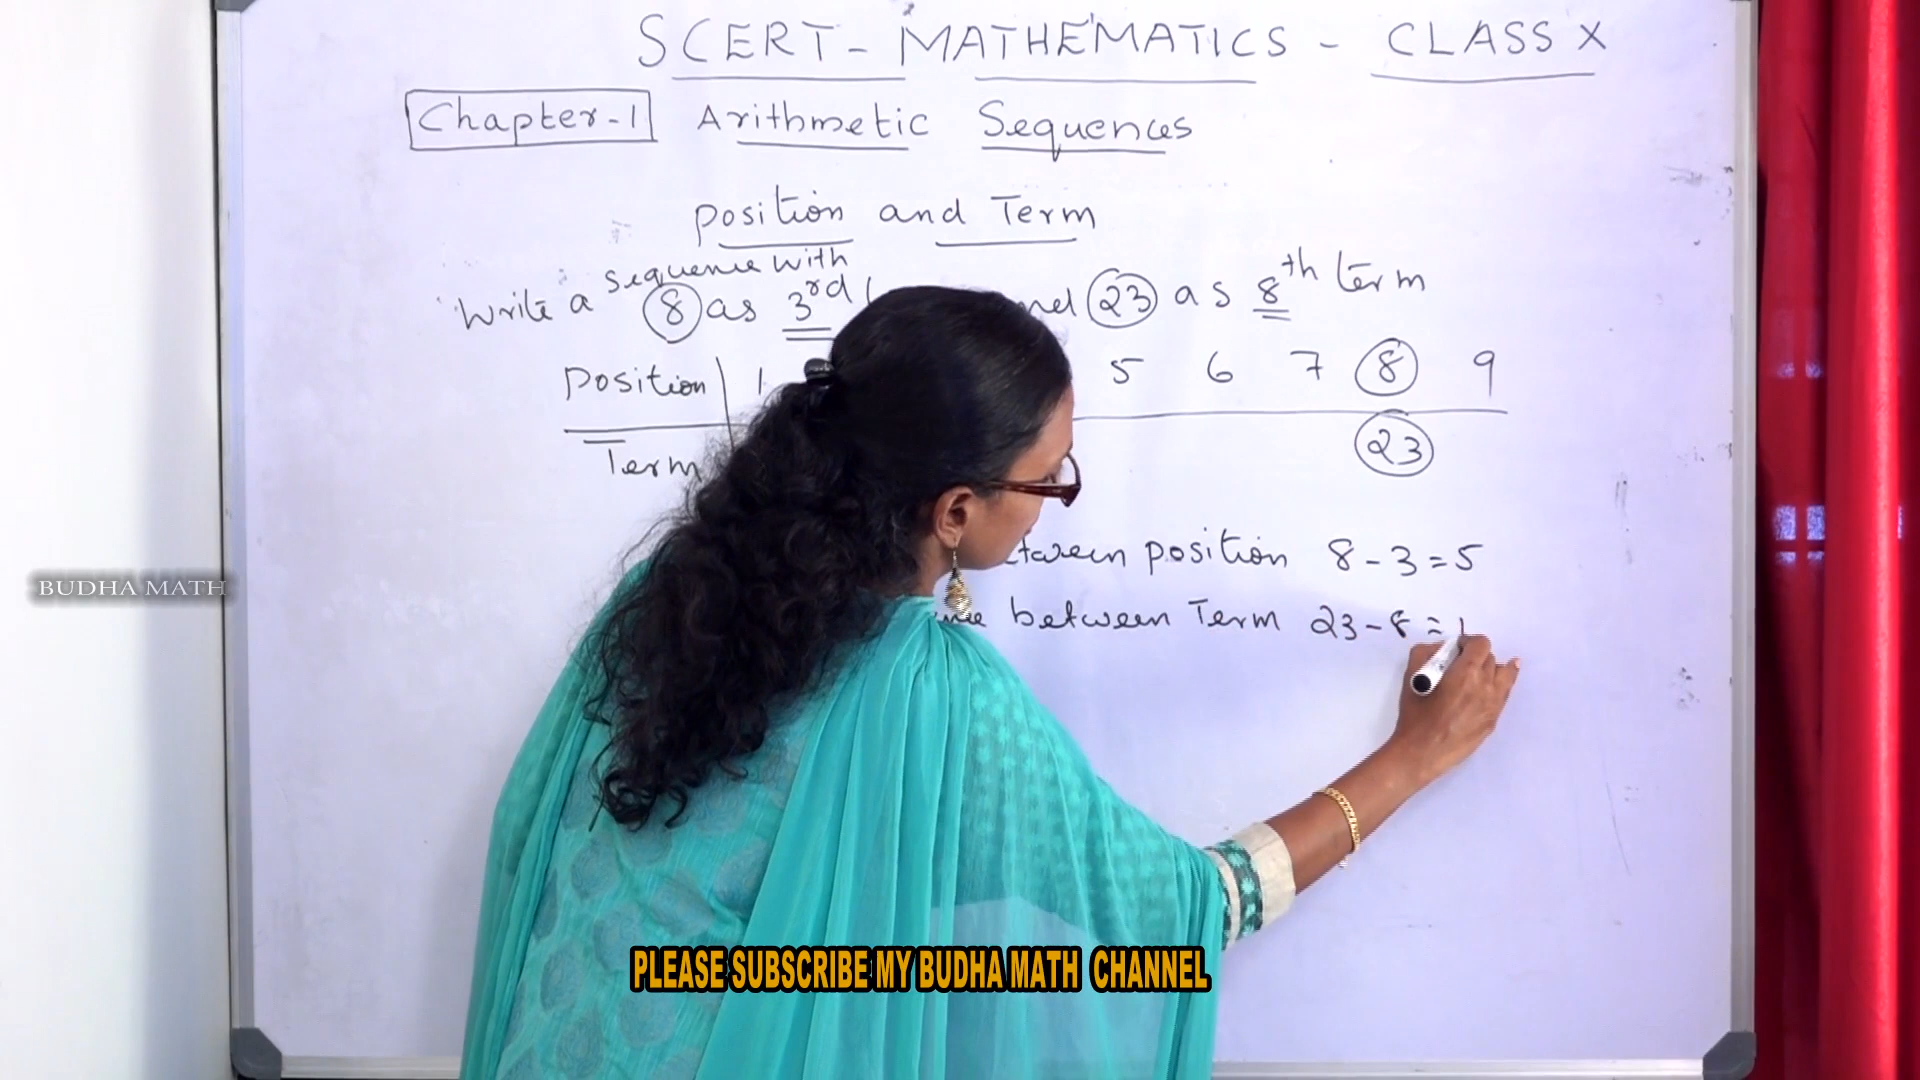 SCERT - MATHEMATICS - CLASS X
Chapter-1 Arithmetic Sequences
Position and Term
sequence with
Write a 8 as 3rd 23 as 8th term
Position 1 5 6 7 8 9
Term 23
between position 8 - 3 = 5
between Term 23 - 8 = 1
BUDHA MATH
PLEASE SUBSCRIBE MY BUDHA MATH CHANNEL